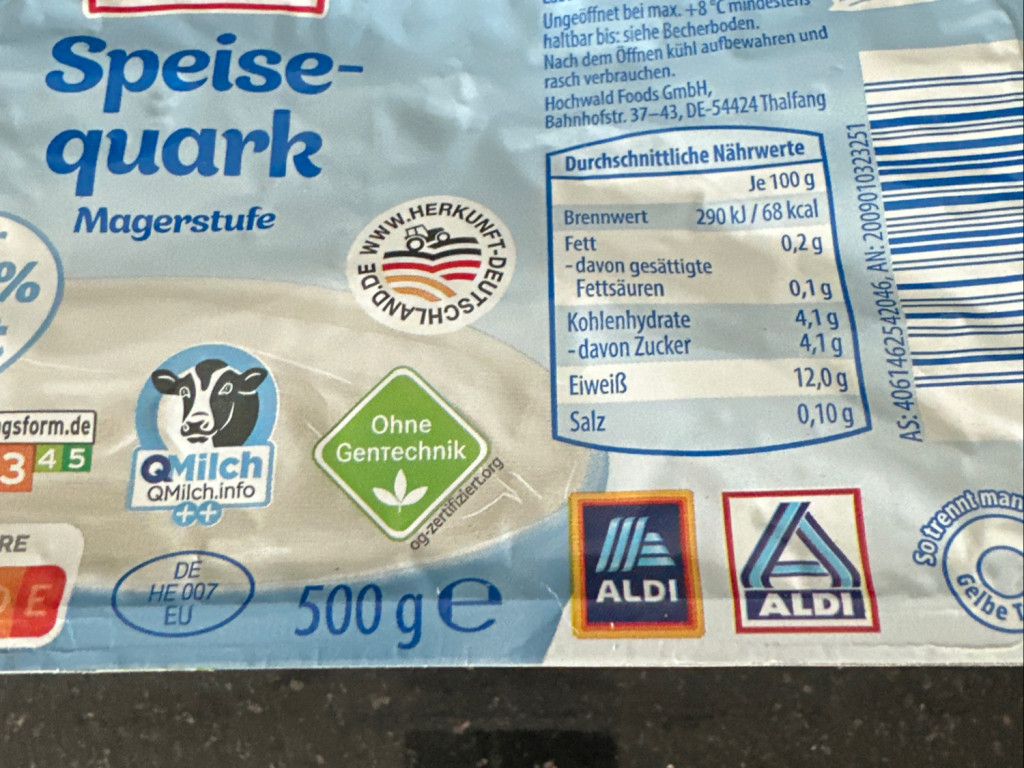 Speise-
quark
Magerstufe
%
WWW.HERKUNFT-DEUTSCHLAND.DE
gsform.de
3 4 5
QMilch
QMilch.info
++
Ohne
Gentechnik
og-zertifiziert.org
RE
D E
DE
HE 007
EU
500 g e
Ungeöffnet bei max. +8 °C mindestens
haltbar bis: siehe Becherboden.
Nach dem Öffnen kühl aufbewahren und
rasch verbrauchen.
Hochwald Foods GmbH,
Bahnhofstr. 37–43, DE-54424 Thalfang
Durchschnittliche Nährwerte
Je 100 g
Brennwert 290 kJ / 68 kcal
Fett 0,2 g
- davon gesättigte
Fettsäuren 0,1 g
Kohlenhydrate 4,1 g
- davon Zucker 4,1 g
Eiweiß 12,0 g
Salz 0,10 g
AS: 4061462542046, AN: 2009010323251
ALDI
ALDI
So trennt man
Gelbe T